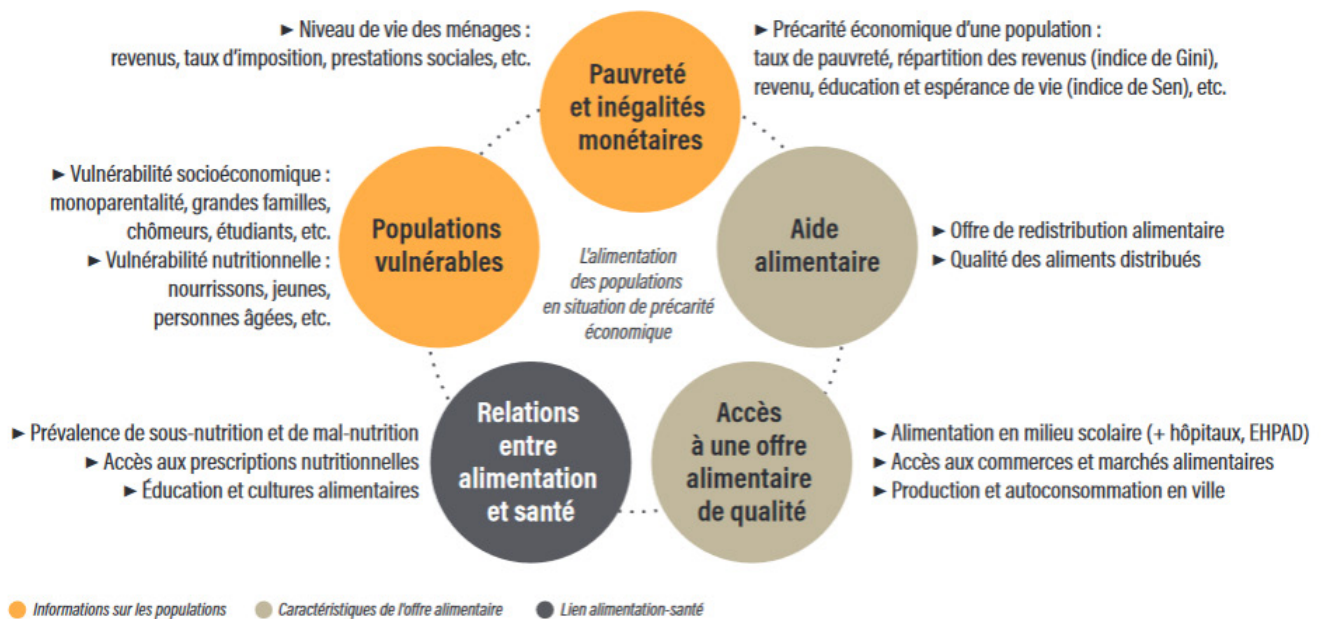 ► Niveau de vie des ménages :
revenus, taux d'imposition, prestations sociales, etc.
Pauvreté
et inégalités
monétaires
► Précarité économique d'une population :
taux de pauvreté, répartition des revenus (indice de Gini),
revenu, éducation et espérance de vie (indice de Sen), etc.
► Vulnérabilité socioéconomique :
monoparentalité, grandes familles,
chômeurs, étudiants, etc.
► Vulnérabilité nutritionnelle :
nourrissons, jeunes,
personnes âgées, etc.
Populations
vulnérables
L'alimentation
des populations
en situation de précarité
économique
Aide
alimentaire
► Offre de redistribution alimentaire
► Qualité des aliments distribués
► Prévalence de sous-nutrition et de mal-nutrition
► Accès aux prescriptions nutritionnelles
► Éducation et cultures alimentaires
Relations
entre
alimentation
et santé
Accès
à une offre
alimentaire
de qualité
► Alimentation en milieu scolaire (+ hôpitaux, EHPAD)
► Accès aux commerces et marchés alimentaires
► Production et autoconsommation en ville
Informations sur les populations
Caractéristiques de l'offre alimentaire
Lien alimentation-santé